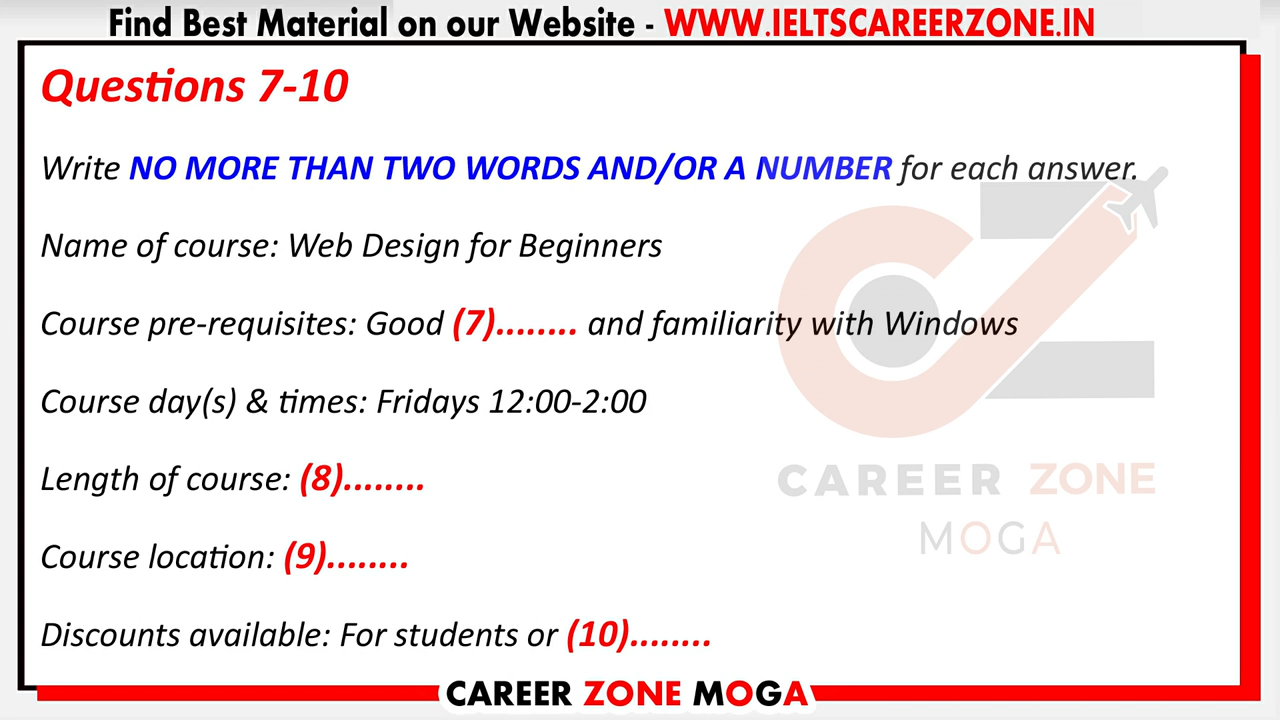 Find Best Material on our Website - WWW.IELTSCAREERZONE.IN
Questions 7-10
Write NO MORE THAN TWO WORDS AND/OR A NUMBER for each answer.
Name of course: Web Design for Beginners
Course pre-requisites: Good (7)........ and familiarity with Windows
Course day(s) & times: Fridays 12:00-2:00
Length of course: (8)........
CAREER ZONE
MOGA
Course location: (9)........
Discounts available: For students or (10)........
CAREER ZONE MOGA